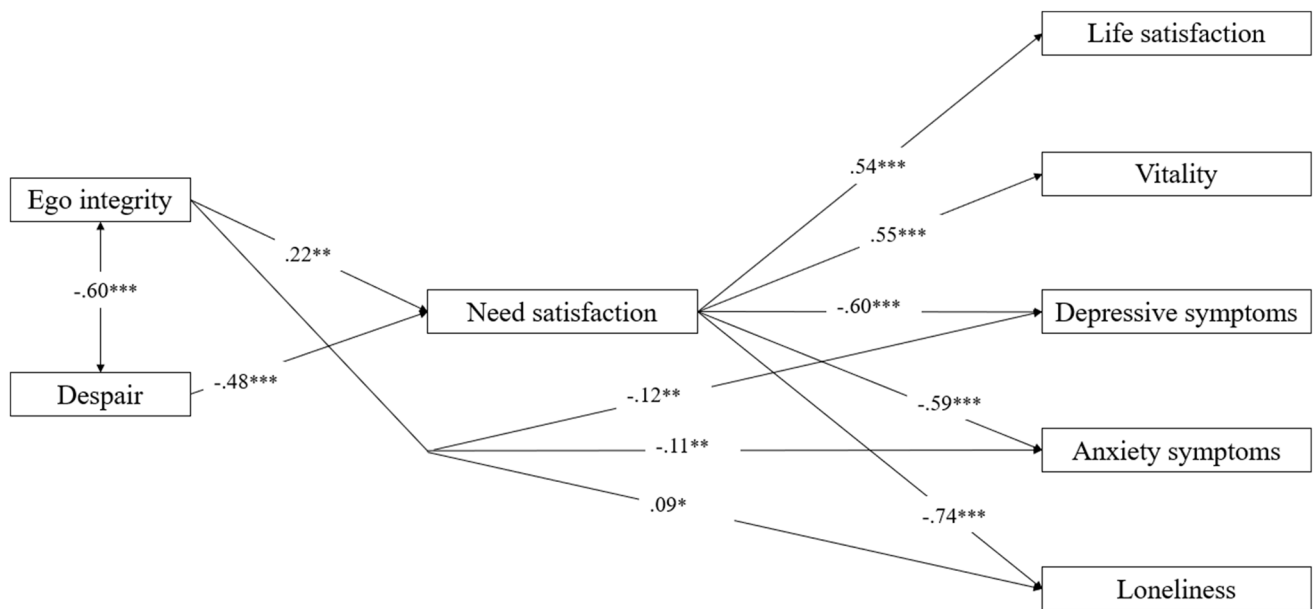 Life satisfaction
.54***
Vitality
Ego integrity
.55***
.22**
-.60***
Need satisfaction
-.60***
Depressive symptoms
Despair
-.48***
-.12**
-.59***
-.11**
Anxiety symptoms
.09*
-.74***
Loneliness